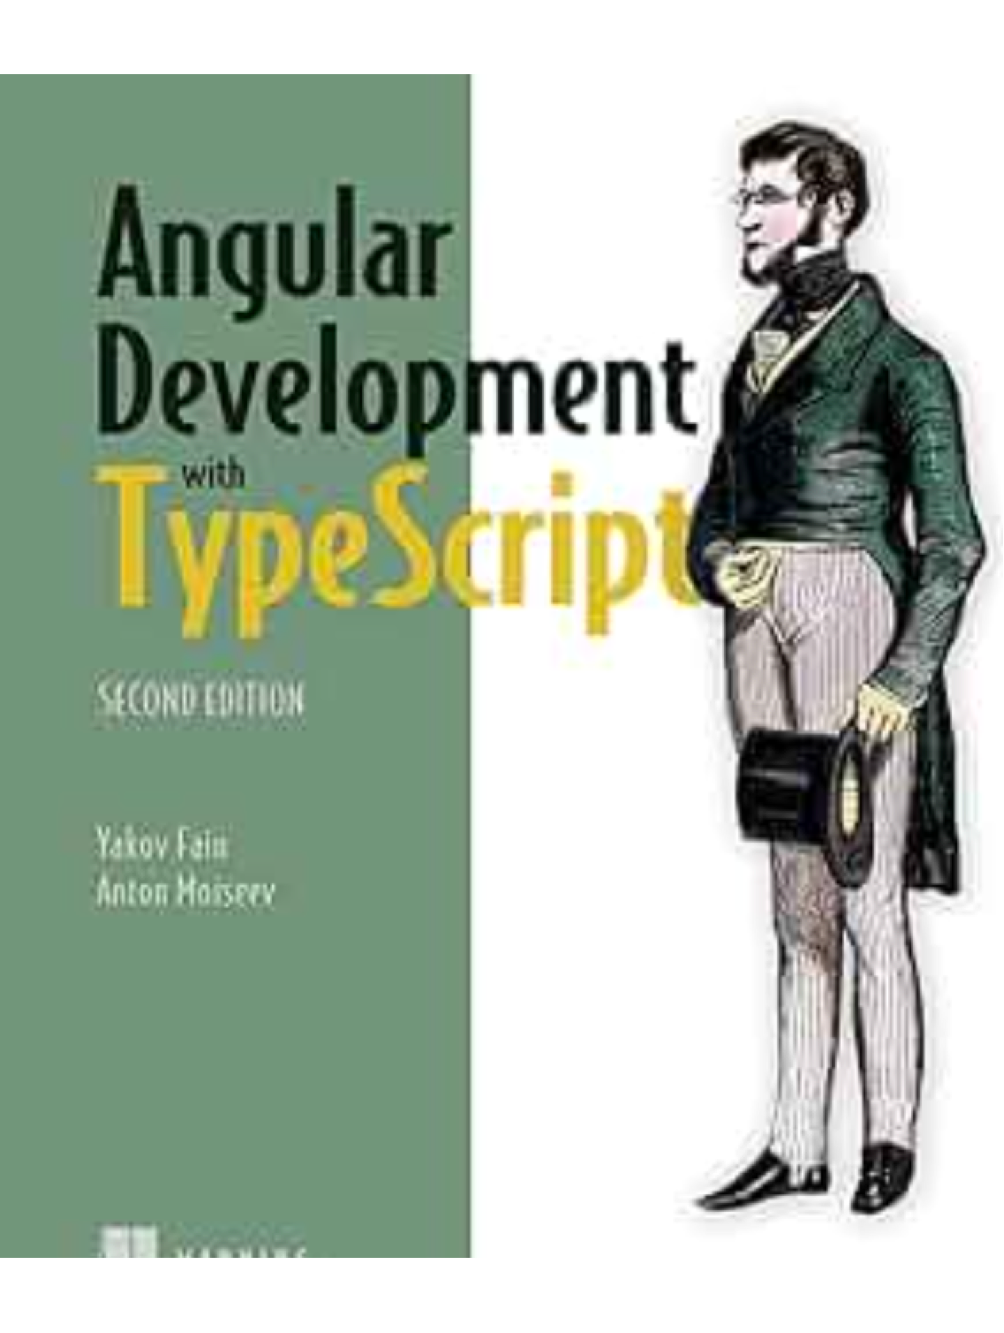 Angular
Development
with
TypeScript
SECOND EDITION
Yakov Fain
Anton Moiseev
MANNING